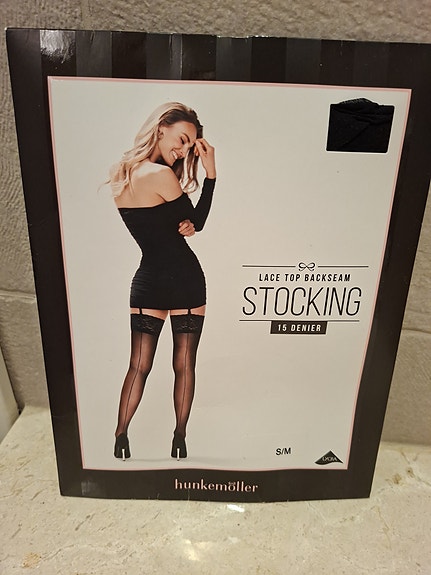 LACE TOP BACKSEAM
STOCKING
15 DENIER
S/M
LYCRA
hunkemöller